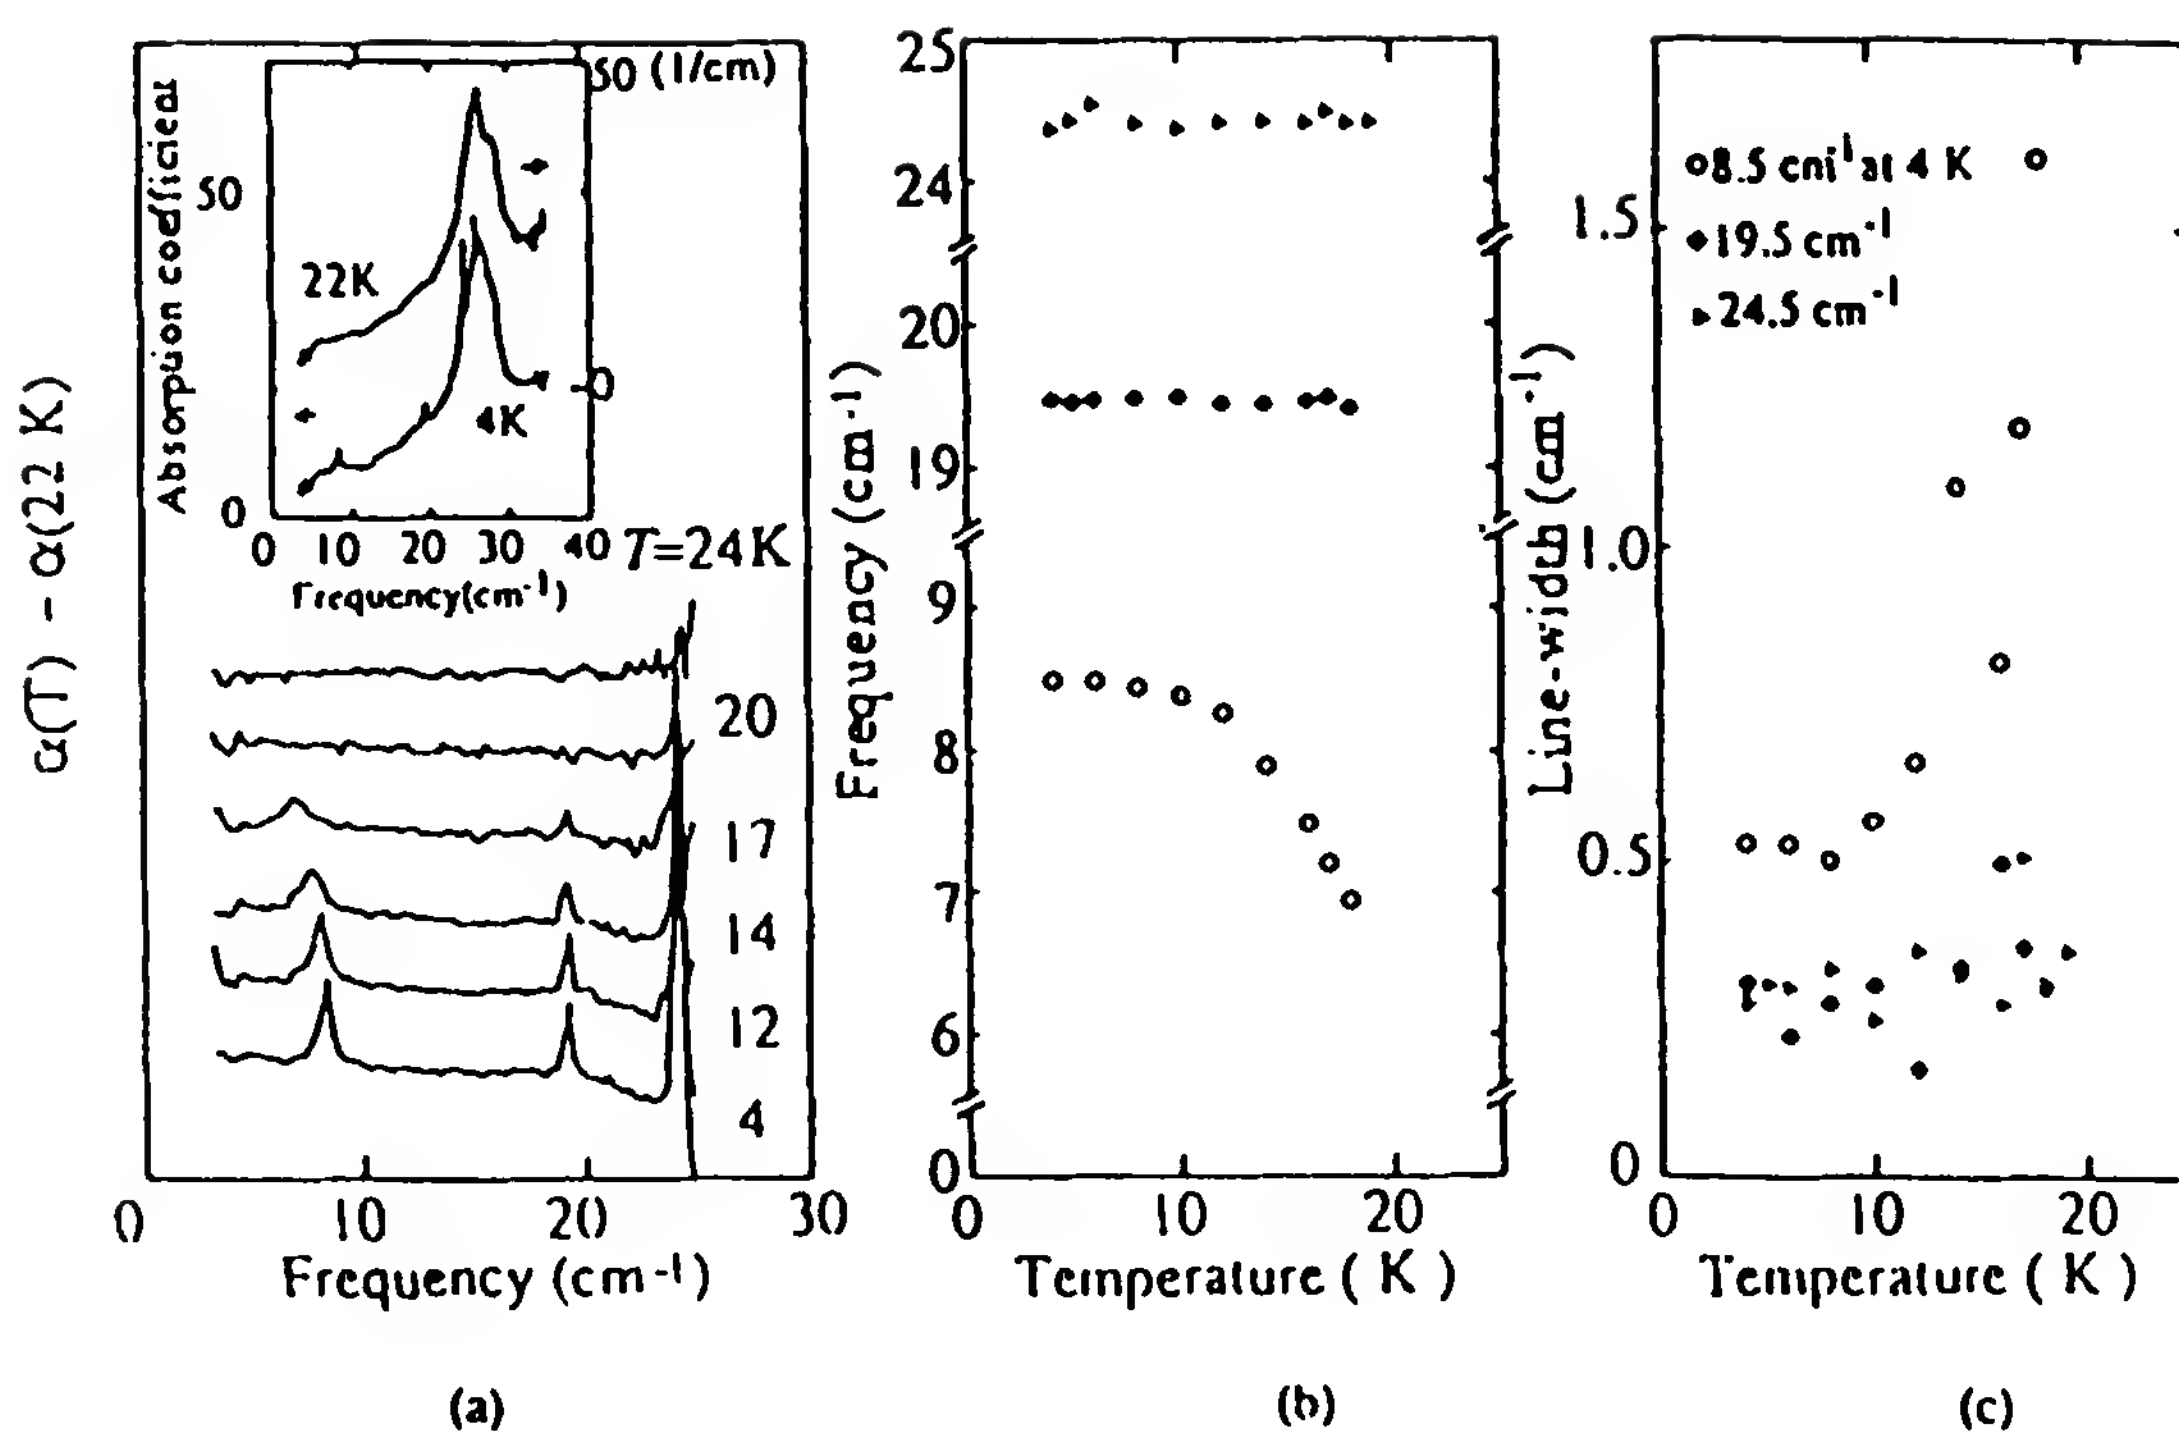 α(T) - α(22 K)
Absorption coefficient
50 (1/cm)
50
0
22K
4K
0
0 10 20 30 40
Frequency(cm-1)
T=24K
20
17
14
12
4
0 10 20 30
Frequency (cm-1)
(a)
Frequency (cm-1)
25
24
20
19
9
8
7
6
0
0 10 20
Temperature ( K )
(b)
Line-width (cm-1)
8.5 cm-1 at 4 K
19.5 cm-1
24.5 cm-1
1.5
1.0
0.5
0
0 10 20
Temperature ( K )
(c)